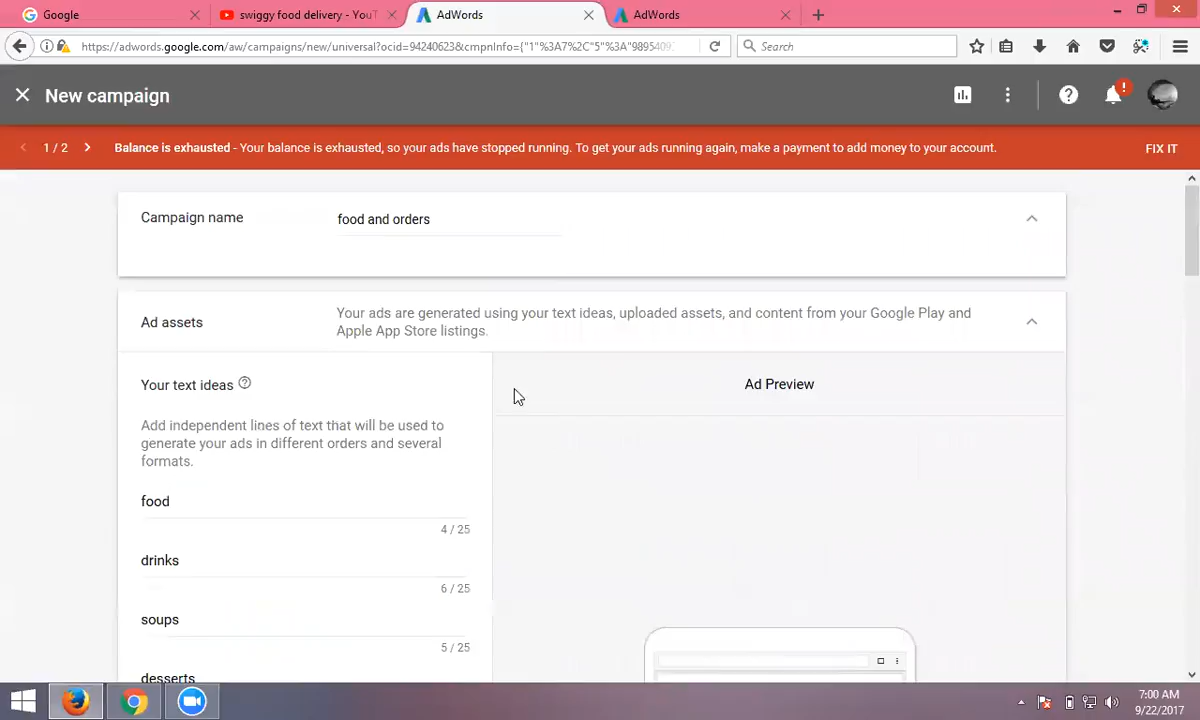 Google
swiggy food delivery - YouT
AdWords
AdWords
https://adwords.google.com/aw/campaigns/new/universal?ocid=94240623&cmpnInfo={"1"%3A7%2C"5"%3A"989540
Search
New campaign
1 / 2
Balance is exhausted - Your balance is exhausted, so your ads have stopped running. To get your ads running again, make a payment to add money to your account.
FIX IT
Campaign name
food and orders
Ad assets
Your ads are generated using your text ideas, uploaded assets, and content from your Google Play and
Apple App Store listings.
Your text ideas
Ad Preview
Add independent lines of text that will be used to
generate your ads in different orders and several
formats.
food
4 / 25
drinks
6 / 25
soups
5 / 25
desserts
7:00 AM
9/22/2017